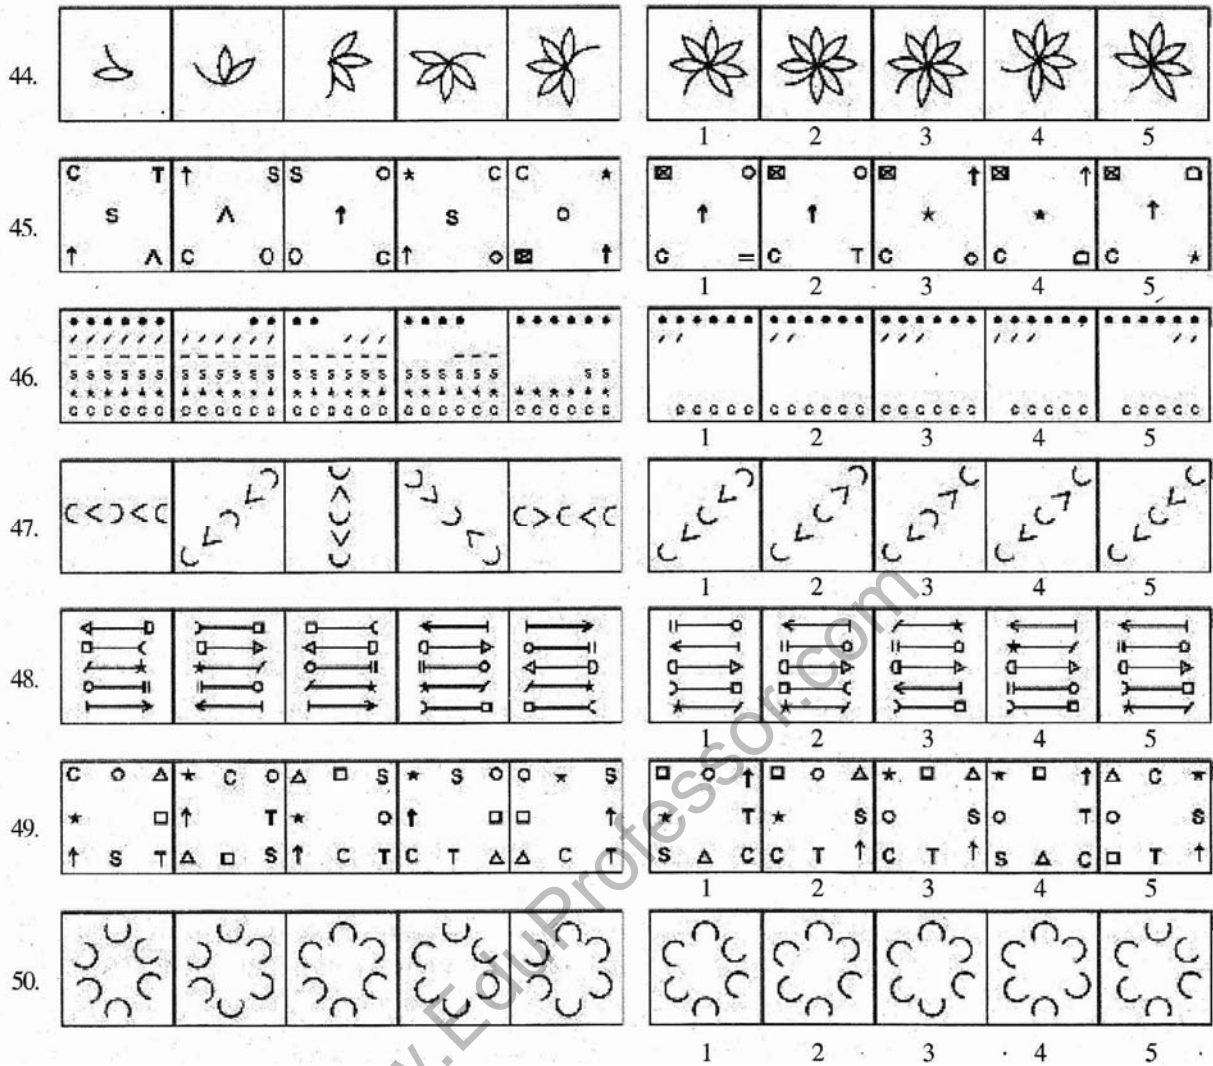 44.
1 2 3 4 5
C T ↑ S S O ★ C C ★
O ↑ ↑
45.
S Λ ↑ S O ↑ ★ ★ ↑
↑ Λ C O O C ↑ O ↑ C = C T C O C C ★
1 2 3 4 5
46.
S S S S S S S S S S S S S S S S S S S S S S S S S S
C C C C C C C C C C C C C C C C C C C C C C C C C C C C C C C C C C C C C C C C C C C C C C C C C C C C C C C C C
1 2 3 4 5
47.
C < Ɔ < C C > C < C
1 2 3 4 5
48.
1 2 3 4 5
C O △ ★ C O △ □ S ★ S O O ★ S □ O ↑ □ O △ ★ □ △ ★ □ ↑ △ C ★
49.
★ □ ↑ T ★ O ↑ □ □ ↑ ★ T ★ S O S O T O S
↑ S T △ □ S ↑ C T C T △ △ C T S △ C C T ↑ C T ↑ S △ C □ T ↑
1 2 3 4 5
50.
1 2 3 4 5
w.EduProfessor.com